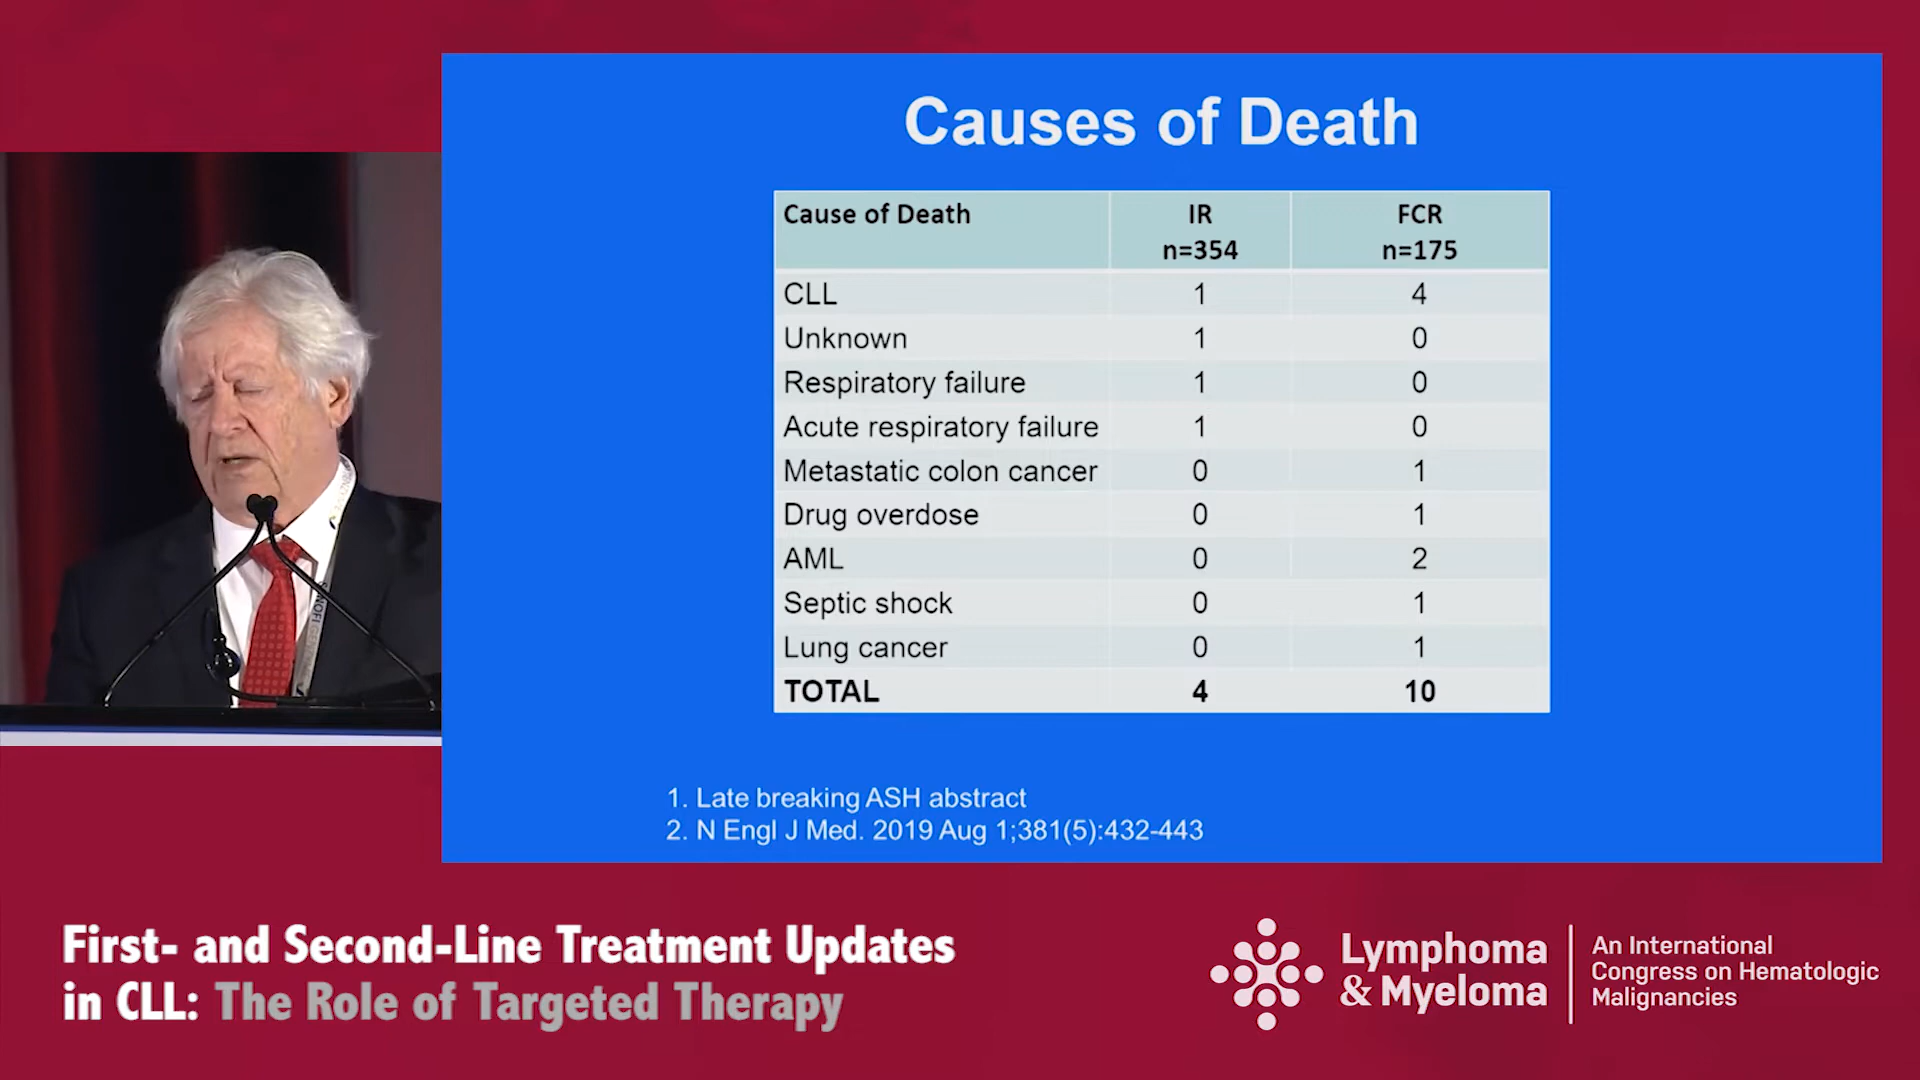 Causes of Death
Cause of Death IR FCR
n=354 n=175
CLL 1 4
Unknown 1 0
Respiratory failure 1 0
Acute respiratory failure 1 0
Metastatic colon cancer 0 1
Drug overdose 0 1
AML 0 2
Septic shock 0 1
Lung cancer 0 1
TOTAL 4 10
1. Late breaking ASH abstract
2. N Engl J Med. 2019 Aug 1;381(5):432-443
First- and Second-Line Treatment Updates
in CLL: The Role of Targeted Therapy
Lymphoma
& Myeloma
An International
Congress on Hematologic
Malignancies